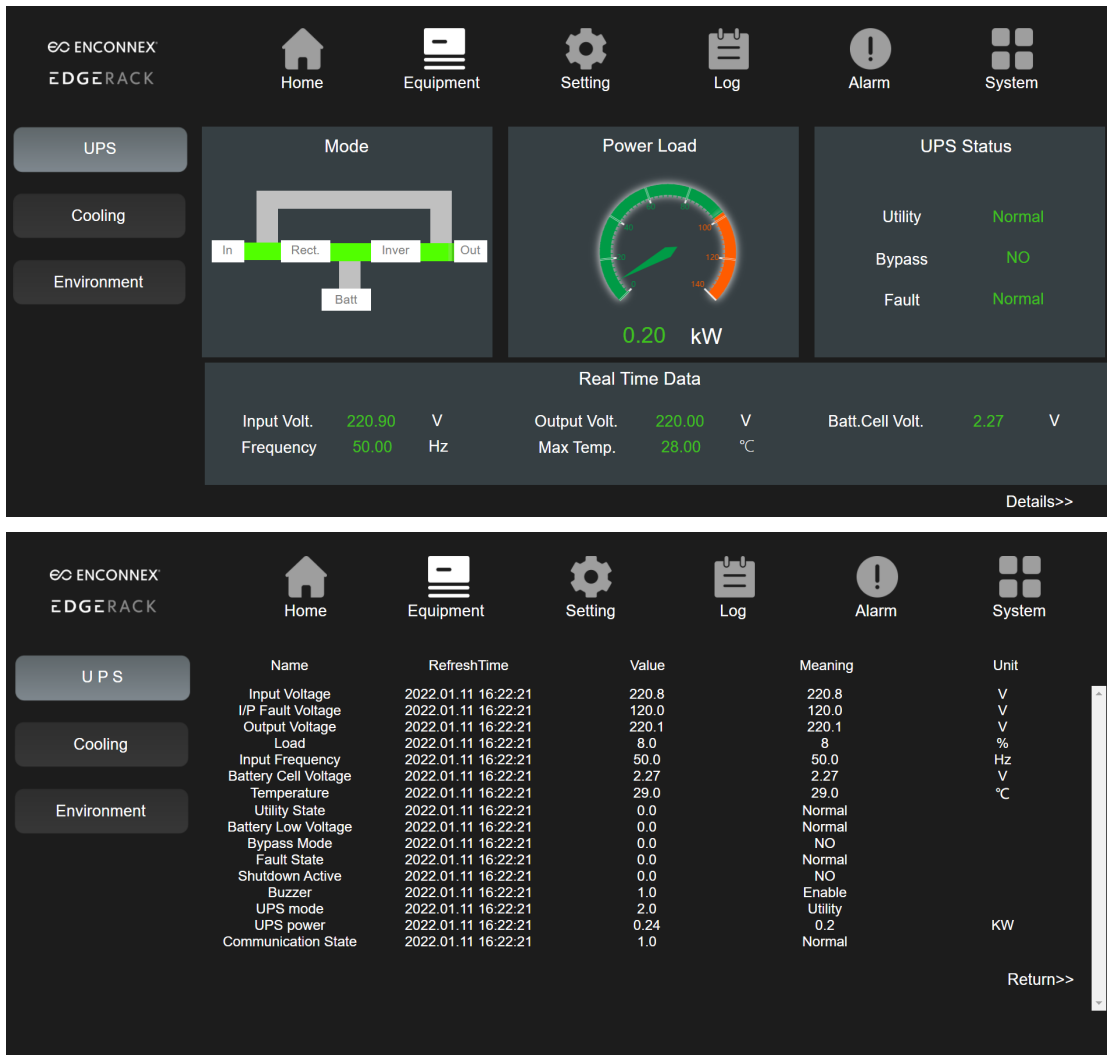 ENCONNEX
EDGERACK
Home
Equipment
Setting
Log
Alarm
System
UPS
Cooling
Environment
Mode
In
Rect.
Inver
Out
Batt
Power Load
0
20
40
60
80
100
120
140
0.20 kW
UPS Status
Utility Normal
Bypass NO
Fault Normal
Real Time Data
Input Volt. 220.90 V Output Volt. 220.00 V Batt.Cell Volt. 2.27 V
Frequency 50.00 Hz Max Temp. 28.00 ℃
Details>>
ENCONNEX
EDGERACK
Home
Equipment
Setting
Log
Alarm
System
U P S
Cooling
Environment
Name RefreshTime Value Meaning Unit
Input Voltage 2022.01.11 16:22:21 220.8 220.8 V
I/P Fault Voltage 2022.01.11 16:22:21 120.0 120.0 V
Output Voltage 2022.01.11 16:22:21 220.1 220.1 V
Load 2022.01.11 16:22:21 8.0 8 %
Input Frequency 2022.01.11 16:22:21 50.0 50.0 Hz
Battery Cell Voltage 2022.01.11 16:22:21 2.27 2.27 V
Temperature 2022.01.11 16:22:21 29.0 29.0 ℃
Utility State 2022.01.11 16:22:21 0.0 Normal
Battery Low Voltage 2022.01.11 16:22:21 0.0 Normal
Bypass Mode 2022.01.11 16:22:21 0.0 NO
Fault State 2022.01.11 16:22:21 0.0 Normal
Shutdown Active 2022.01.11 16:22:21 0.0 NO
Buzzer 2022.01.11 16:22:21 1.0 Enable
UPS mode 2022.01.11 16:22:21 2.0 Utility
UPS power 2022.01.11 16:22:21 0.24 0.2 KW
Communication State 2022.01.11 16:22:21 1.0 Normal
Return>>